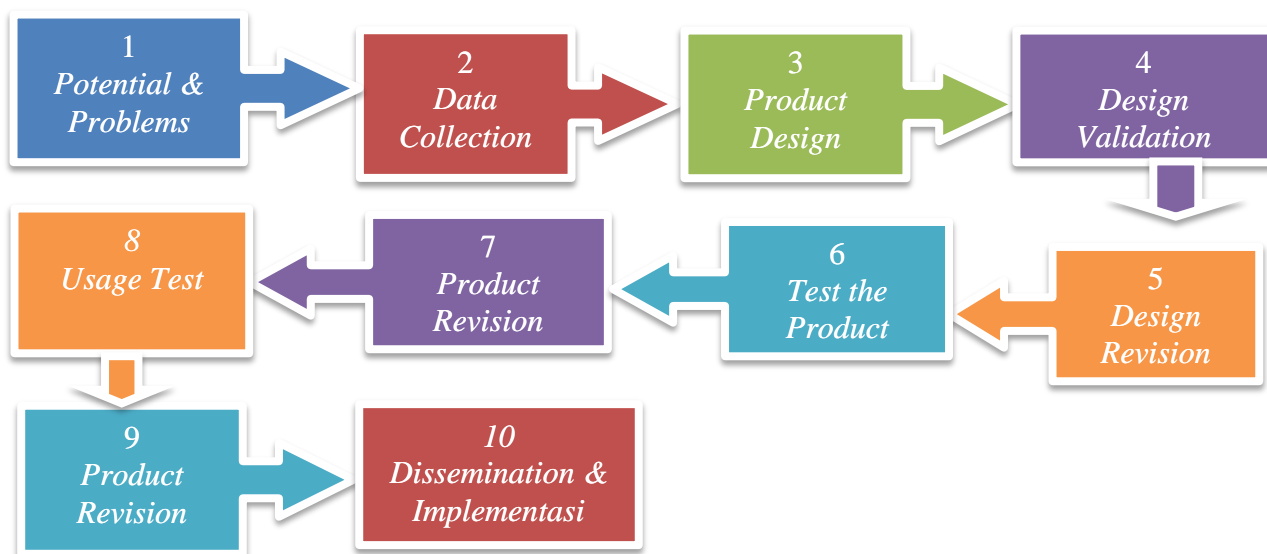 1
Potential &
Problems
2
Data
Collection
3
Product
Design
4
Design
Validation
5
Design
Revision
6
Test the
Product
7
Product
Revision
8
Usage Test
9
Product
Revision
10
Dissemination &
Implementasi